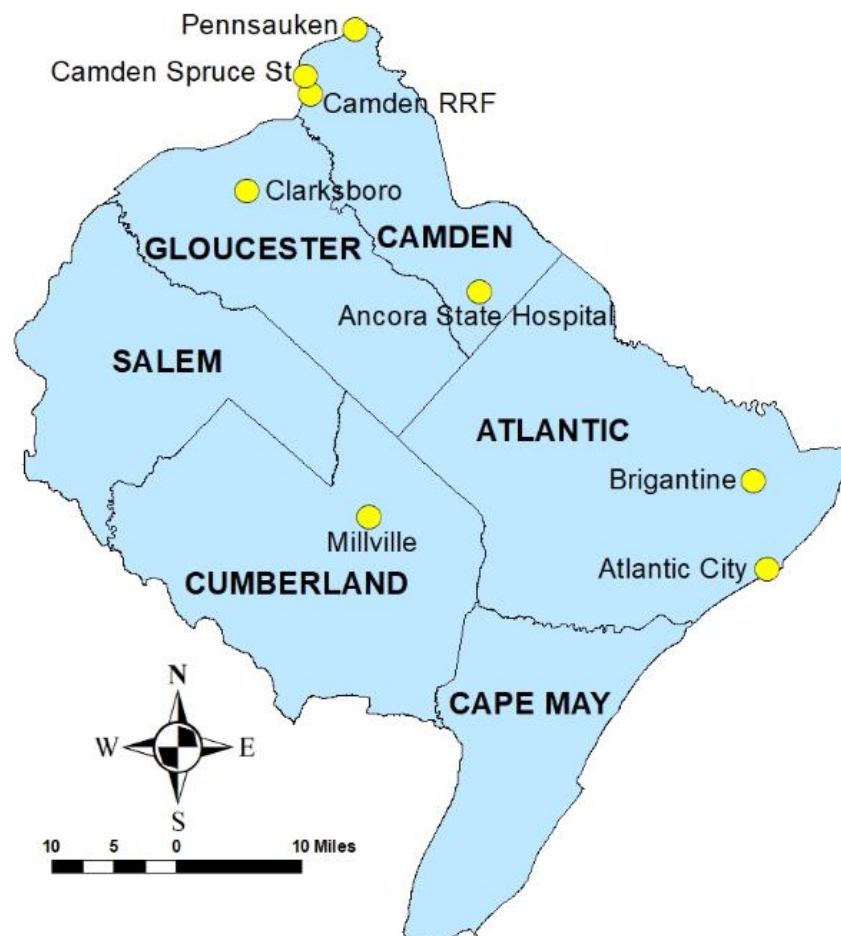 Pennsauken
Camden Spruce St
Camden RRF
Clarksboro
GLOUCESTER
CAMDEN
Ancora State Hospital
SALEM
ATLANTIC
Brigantine
Millville
Atlantic City
CUMBERLAND
CAPE MAY
N
W E
S
10 5 0 10 Miles